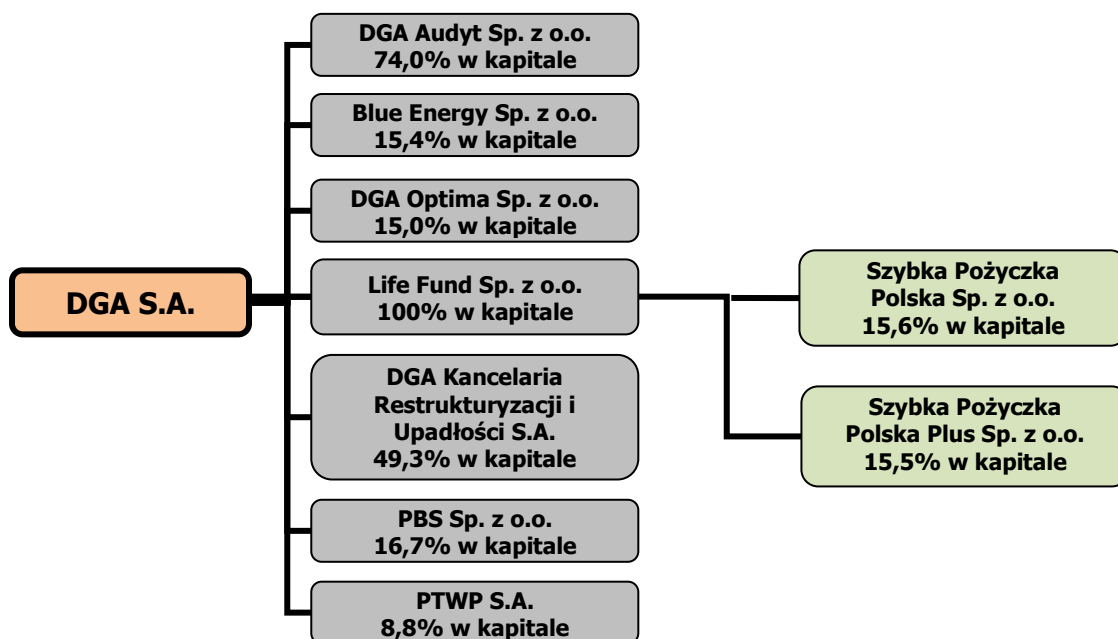 DGA S.A.
DGA Audyt Sp. z o.o.
74,0% w kapitale
Blue Energy Sp. z o.o.
15,4% w kapitale
DGA Optima Sp. z o.o.
15,0% w kapitale
Life Fund Sp. z o.o.
100% w kapitale
DGA Kancelaria
Restrukturyzacji i
Upadłości S.A.
49,3% w kapitale
PBS Sp. z o.o.
16,7% w kapitale
PTWP S.A.
8,8% w kapitale
Szybka Pożyczka
Polska Sp. z o.o.
15,6% w kapitale
Szybka Pożyczka
Polska Plus Sp. z o.o.
15,5% w kapitale